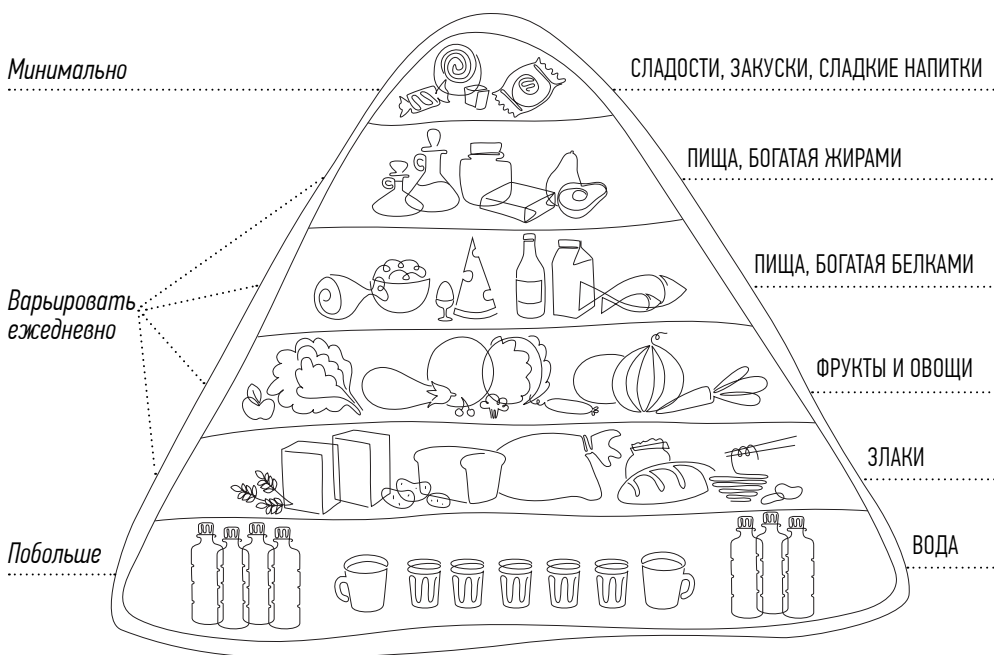 Минимально
СЛАДОСТИ, ЗАКУСКИ, СЛАДКИЕ НАПИТКИ
ПИЩА, БОГАТАЯ ЖИРАМИ
ПИЩА, БОГАТАЯ БЕЛКАМИ
Варьировать
ежедневно
ФРУКТЫ И ОВОЩИ
ЗЛАКИ
Побольше
ВОДА